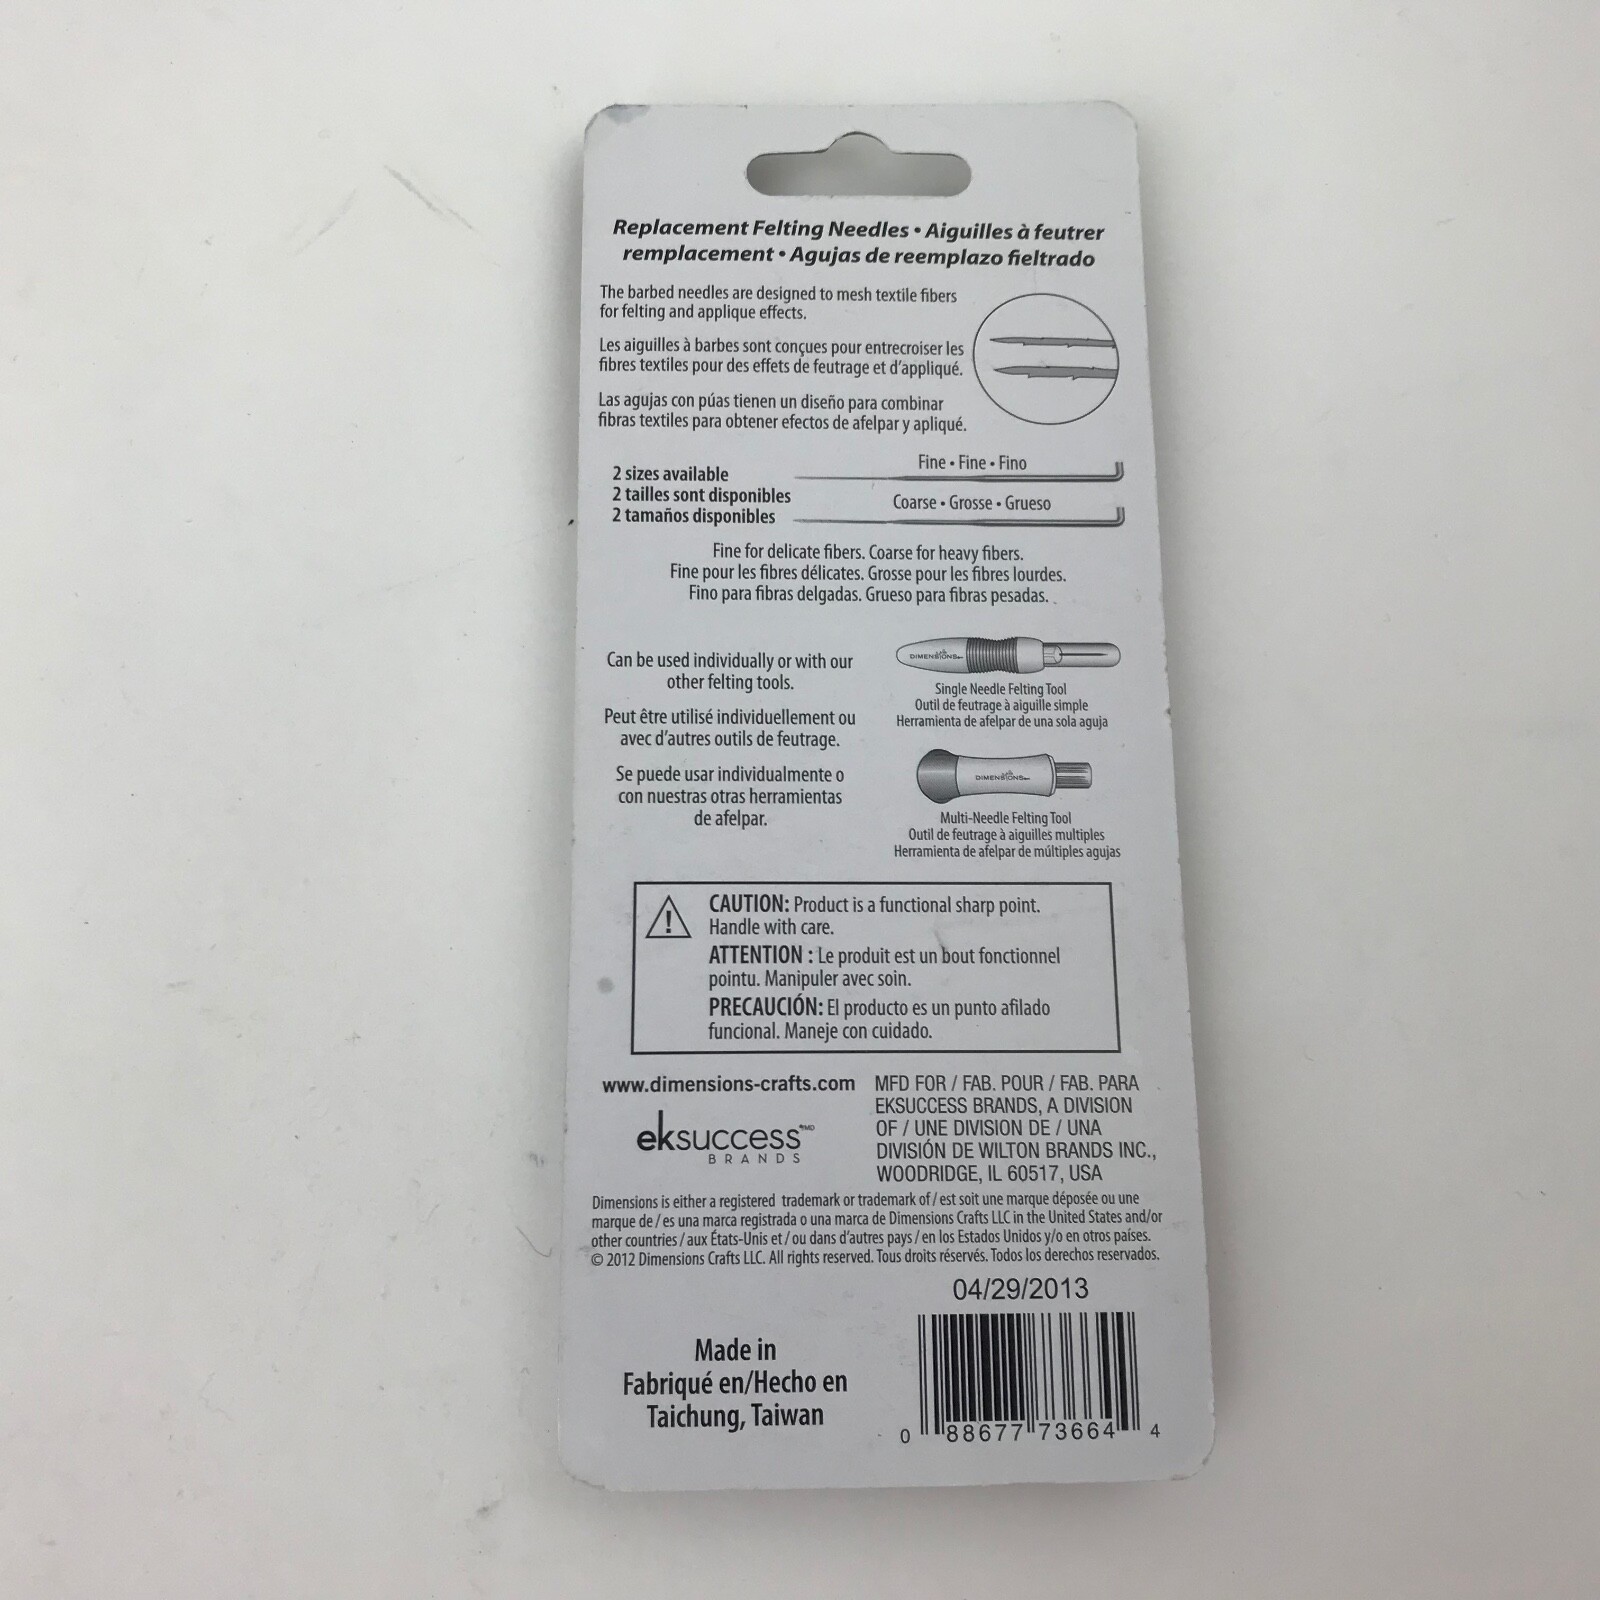 Replacement Felting Needles • Aiguilles à feutrer
remplacement • Agujas de reemplazo fieltrado
The barbed needles are designed to mesh textile fibers
for felting and applique effects.
Les aiguilles à barbes sont conçues pour entrecroiser les
fibres textiles pour des effets de feutrage et d'appliqué.
Las agujas con púas tienen un diseño para combinar
fibras textiles para obtener efectos de afelpar y apliqué.
2 sizes available
2 tailles sont disponibles
2 tamaños disponibles
Fine • Fine • Fino
Coarse • Grosse • Grueso
Fine for delicate fibers. Coarse for heavy fibers.
Fine pour les fibres délicates. Grosse pour les fibres lourdes.
Fino para fibras delgadas. Grueso para fibras pesadas.
Can be used individually or with our
other felting tools.
Peut être utilisé individuellement ou
avec d'autres outils de feutrage.
Se puede usar individualmente o
con nuestras otras herramientas
de afelpar.
DIMENSIONS
Single Needle Felting Tool
Outil de feutrage à aiguille simple
Herramienta de afelpar de una sola aguja
DIMENSIONS
Multi-Needle Felting Tool
Outil de feutrage à aiguilles multiples
Herramienta de afelpar de múltiples agujas
CAUTION: Product is a functional sharp point.
Handle with care.
ATTENTION : Le produit est un bout fonctionnel
pointu. Manipuler avec soin.
PRECAUCIÓN: El producto es un punto afilado
funcional. Maneje con cuidado.
www.dimensions-crafts.com
eksuccess™MD
BRANDS
MFD FOR / FAB. POUR / FAB. PARA
EKSUCCESS BRANDS, A DIVISION
OF / UNE DIVISION DE / UNA
DIVISIÓN DE WILTON BRANDS INC.,
WOODRIDGE, IL 60517, USA
Dimensions is either a registered trademark or trademark of / est soit une marque déposée ou une
marque de / es una marca registrada o una marca de Dimensions Crafts LLC in the United States and/or
other countries / aux États-Unis et / ou dans d'autres pays / en los Estados Unidos y/o en otros países.
© 2012 Dimensions Crafts LLC. All rights reserved. Tous droits réservés. Todos los derechos reservados.
04/29/2013
Made in
Fabriqué en/Hecho en
Taichung, Taiwan
0 88677 73664 4